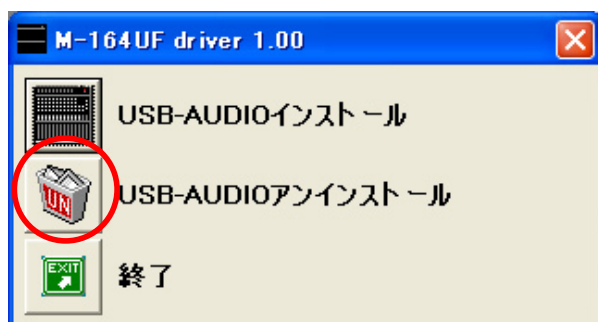 M-164UF driver 1.00
USB-AUDIOインストール
UN
USB-AUDIOアンインストール
EXIT
終了